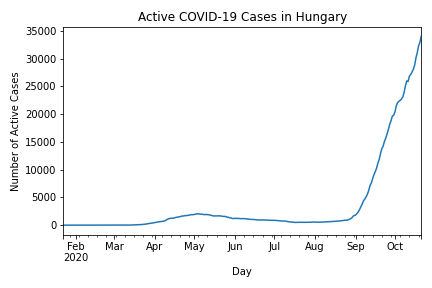 Active COVID-19 Cases in Hungary
Number of Active Cases
35000
30000
25000
20000
15000
10000
5000
0
Feb Mar Apr May Jun Jul Aug Sep Oct
2020
Day